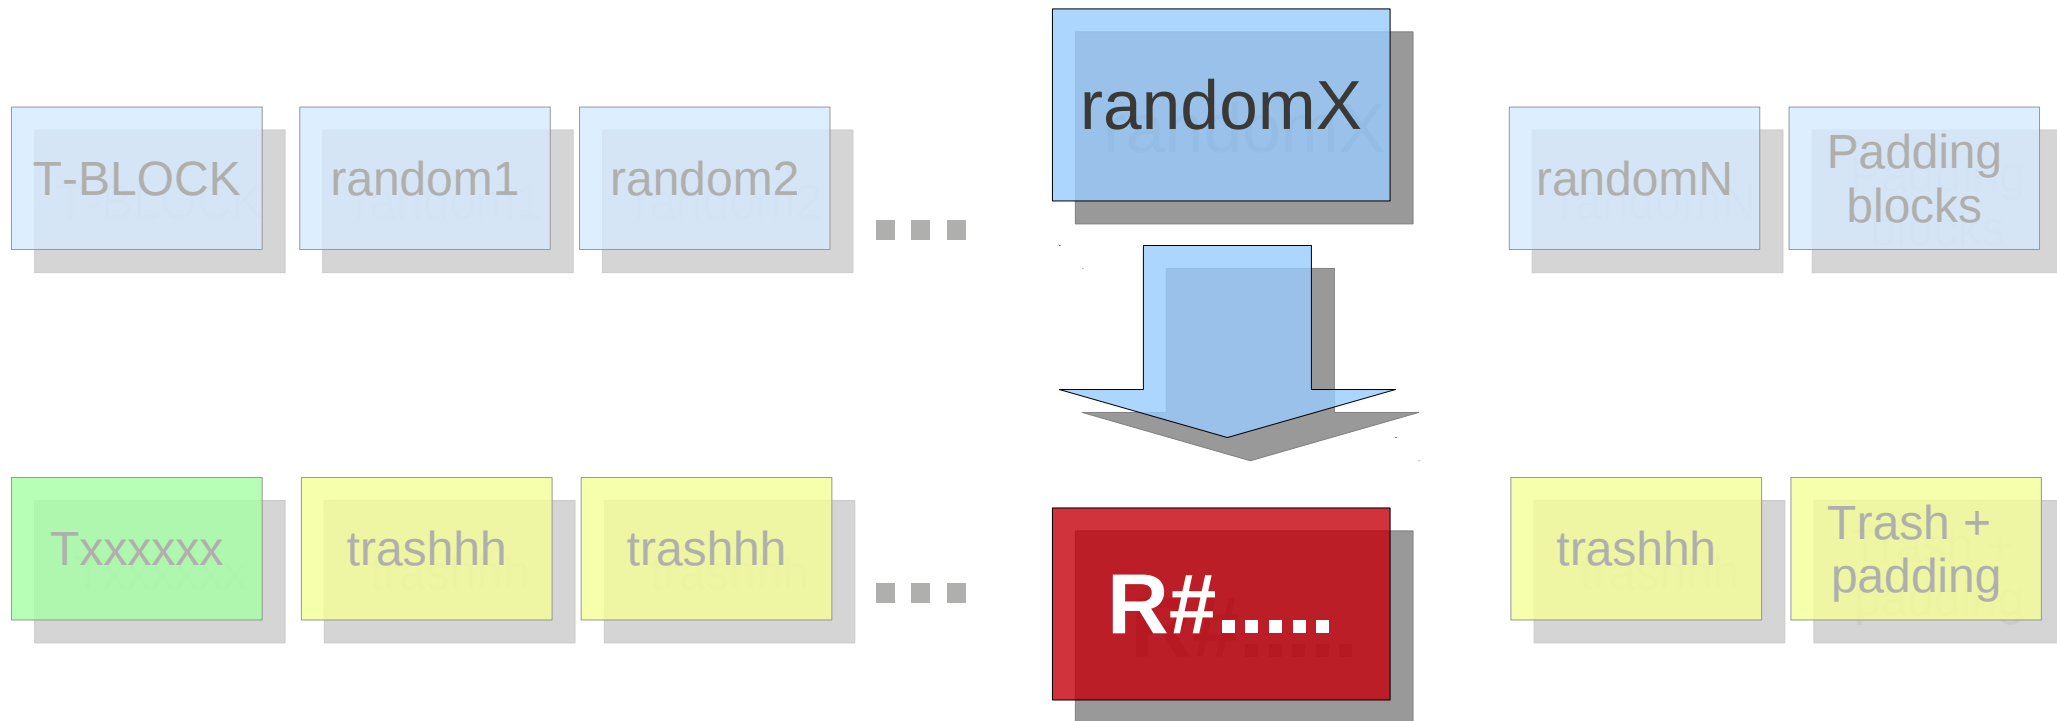 randomX
T-BLOCK
random1
random2
...
randomN
Padding
blocks
Txxxxxx
trashhh
trashhh
...
R#.....
trashhh
Trash +
padding